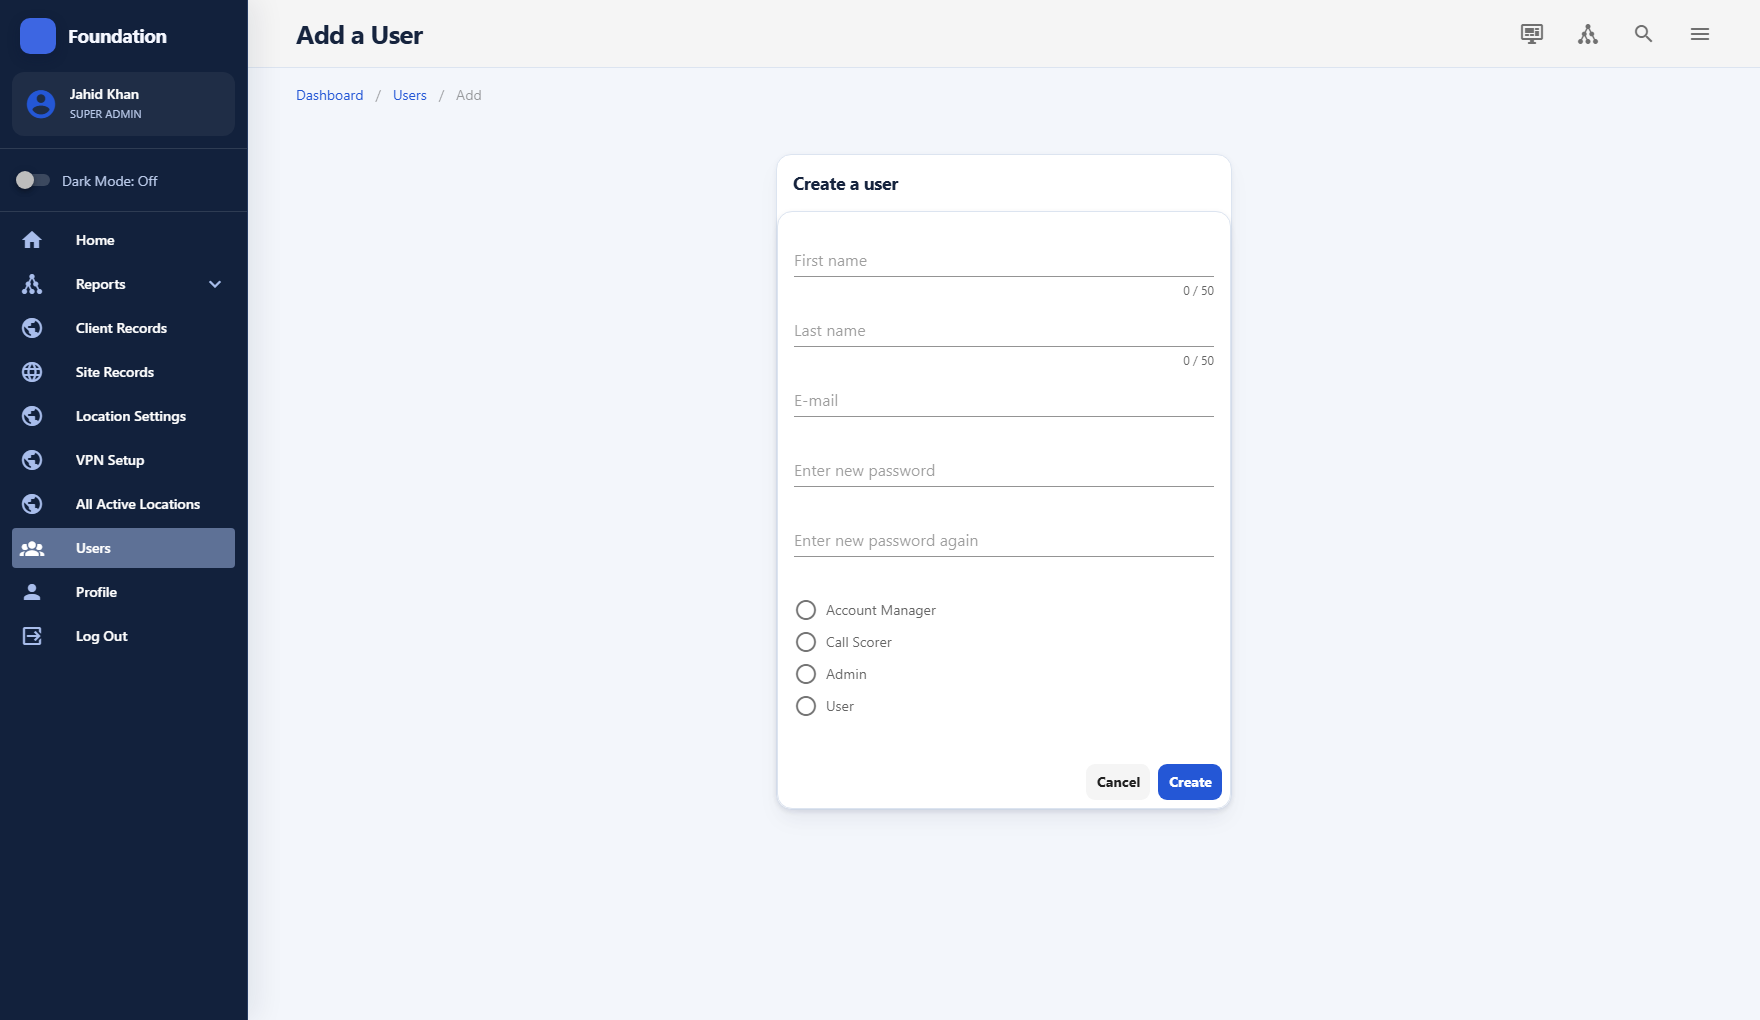 Foundation
Jahid Khan
SUPER ADMIN
Dark Mode: Off
Home
Reports
Client Records
Site Records
Location Settings
VPN Setup
All Active Locations
Users
Profile
Log Out
Add a User
Dashboard / Users / Add
Create a user
First name
0 / 50
Last name
0 / 50
E-mail
Enter new password
Enter new password again
Account Manager
Call Scorer
Admin
User
Cancel Create